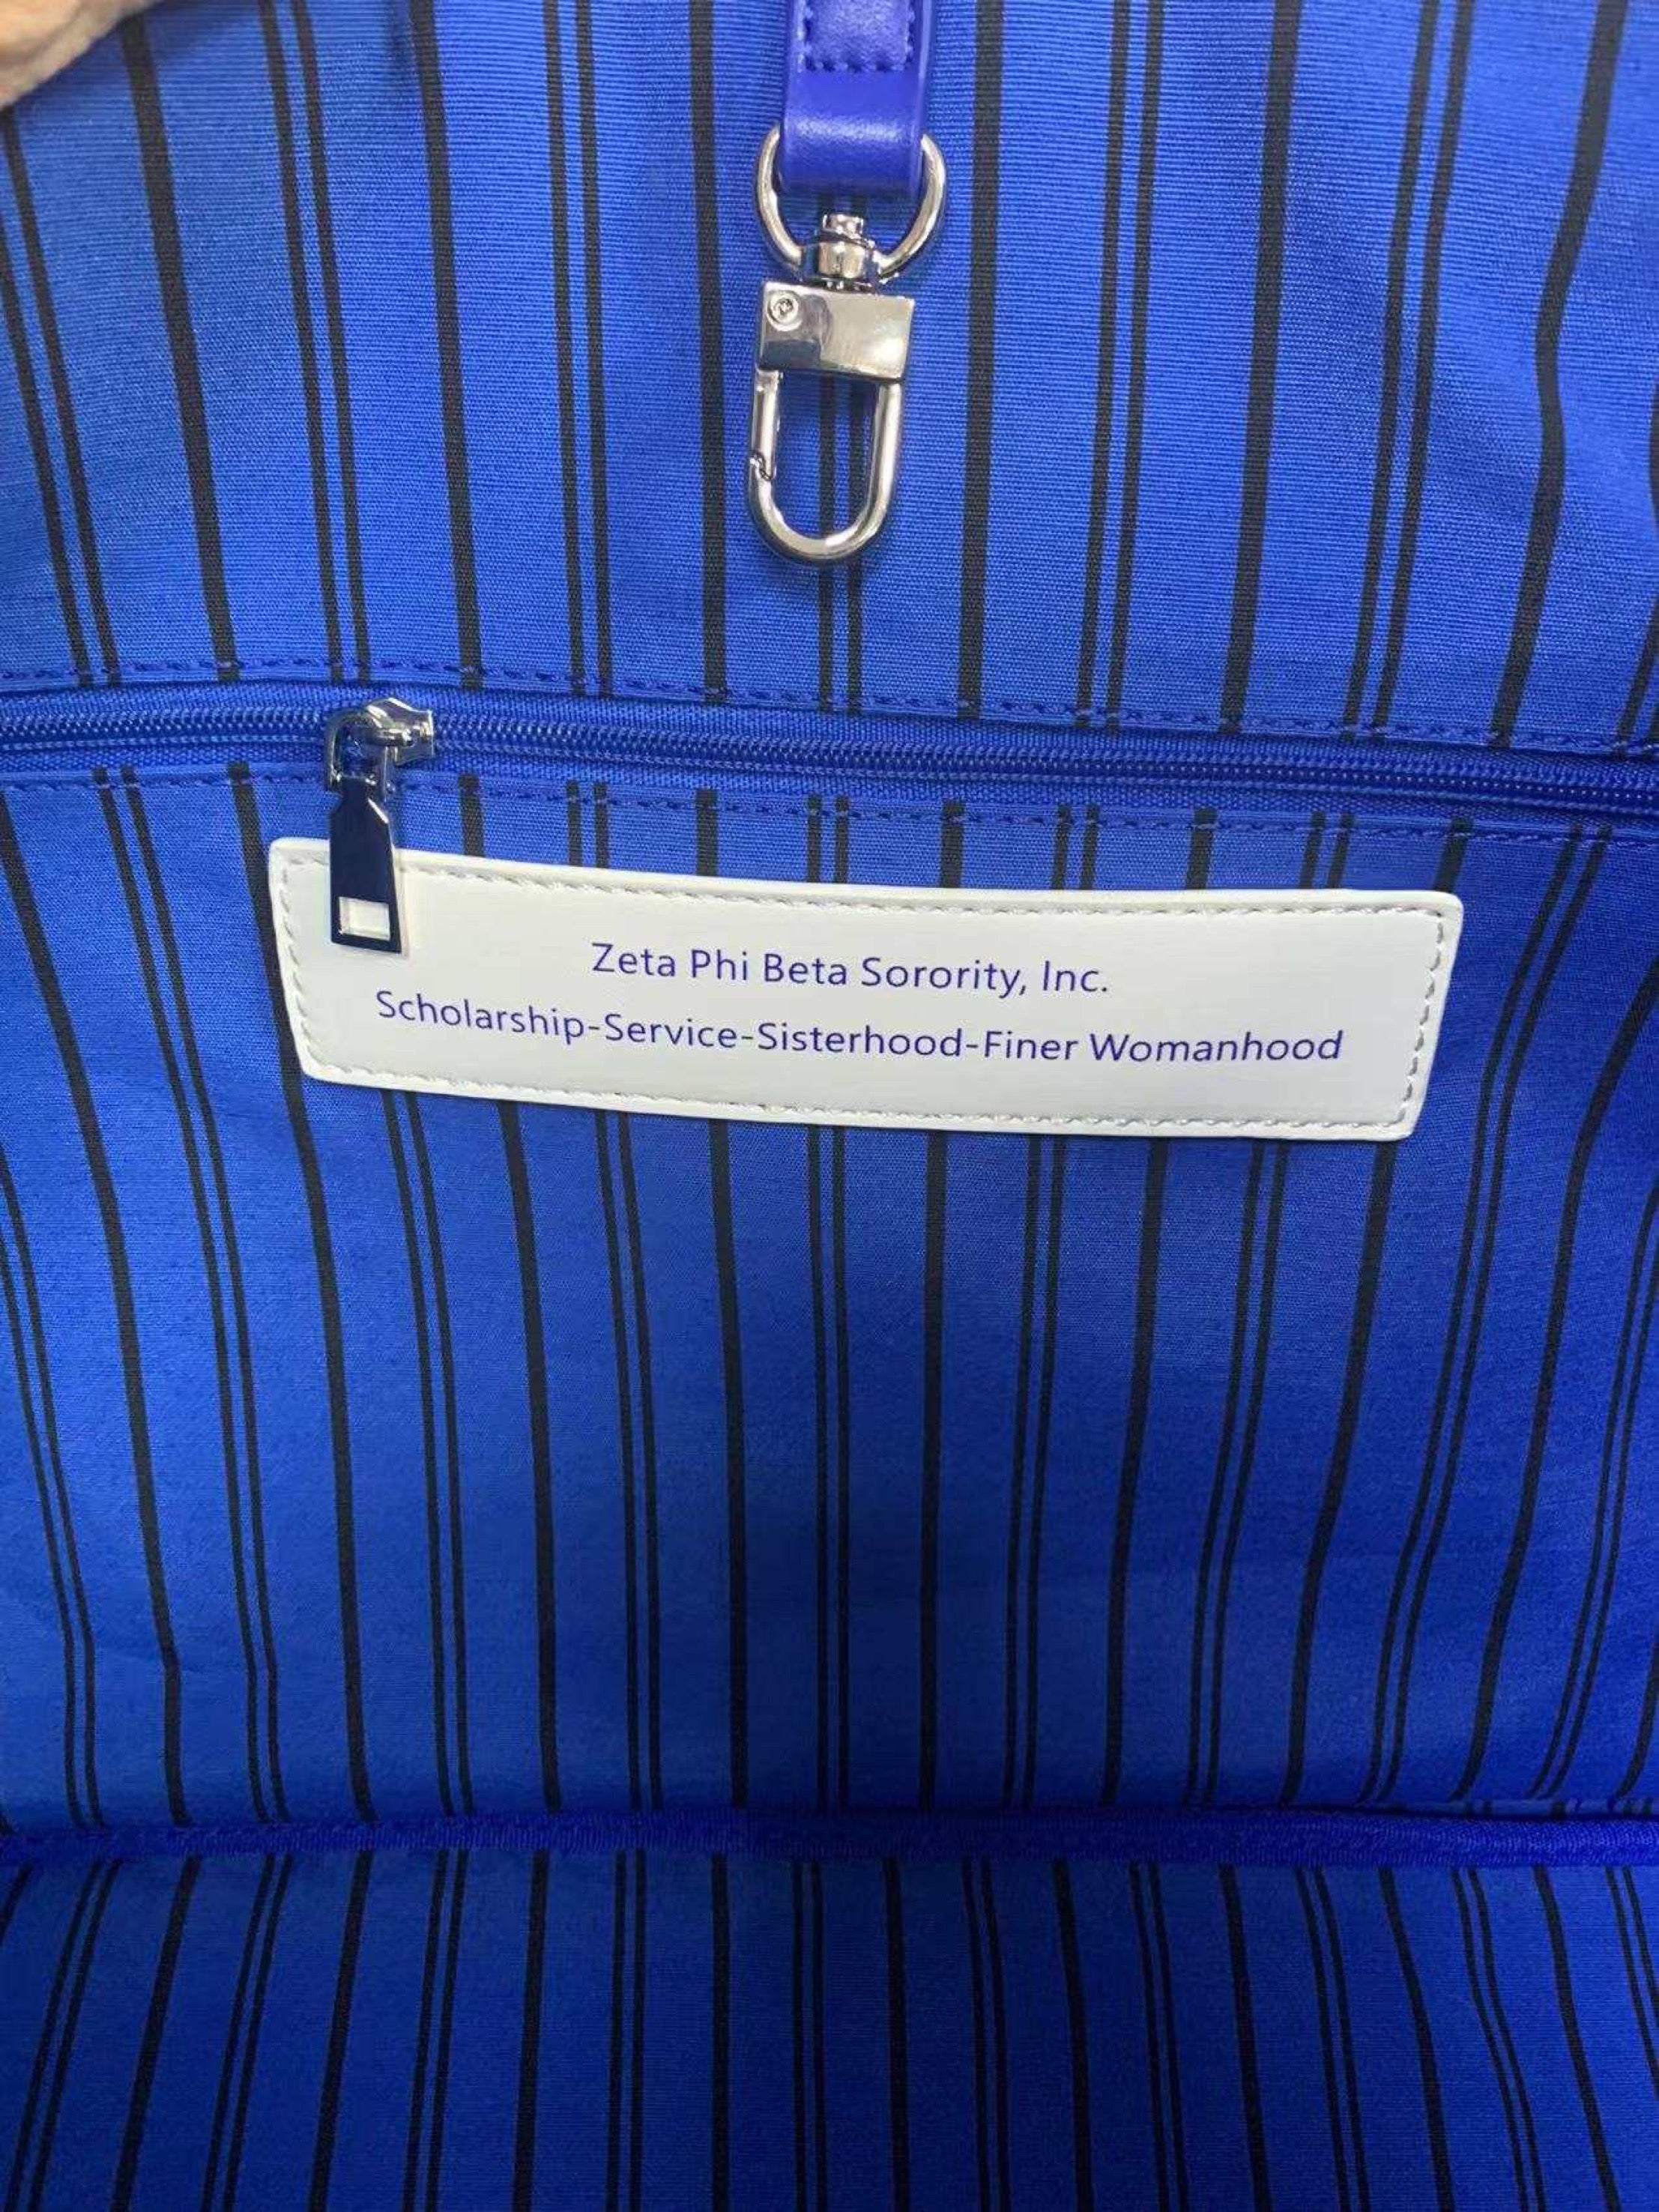 Zeta Phi Beta Sorority, Inc.
Scholarship-Service-Sisterhood-Finer Womanhood